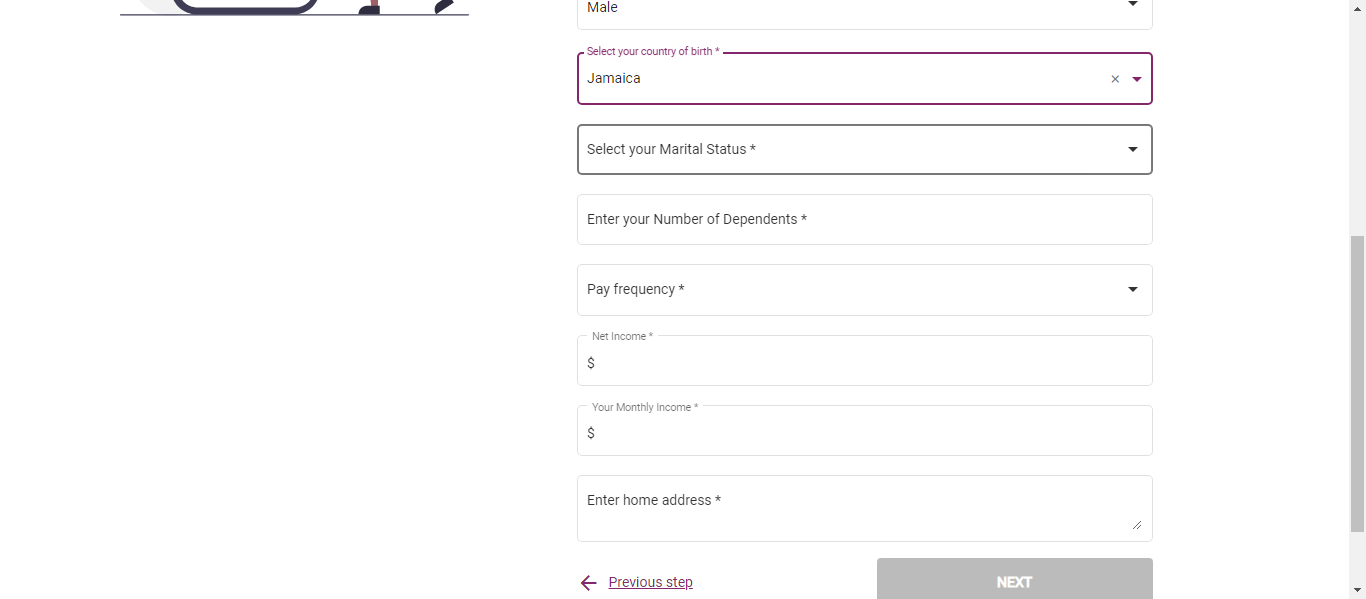 Male
Select your country of birth *
Jamaica
Select your Marital Status *
Enter your Number of Dependents *
Pay frequency *
Net Income *
$
Your Monthly Income *
$
Enter home address *
Previous step
NEXT